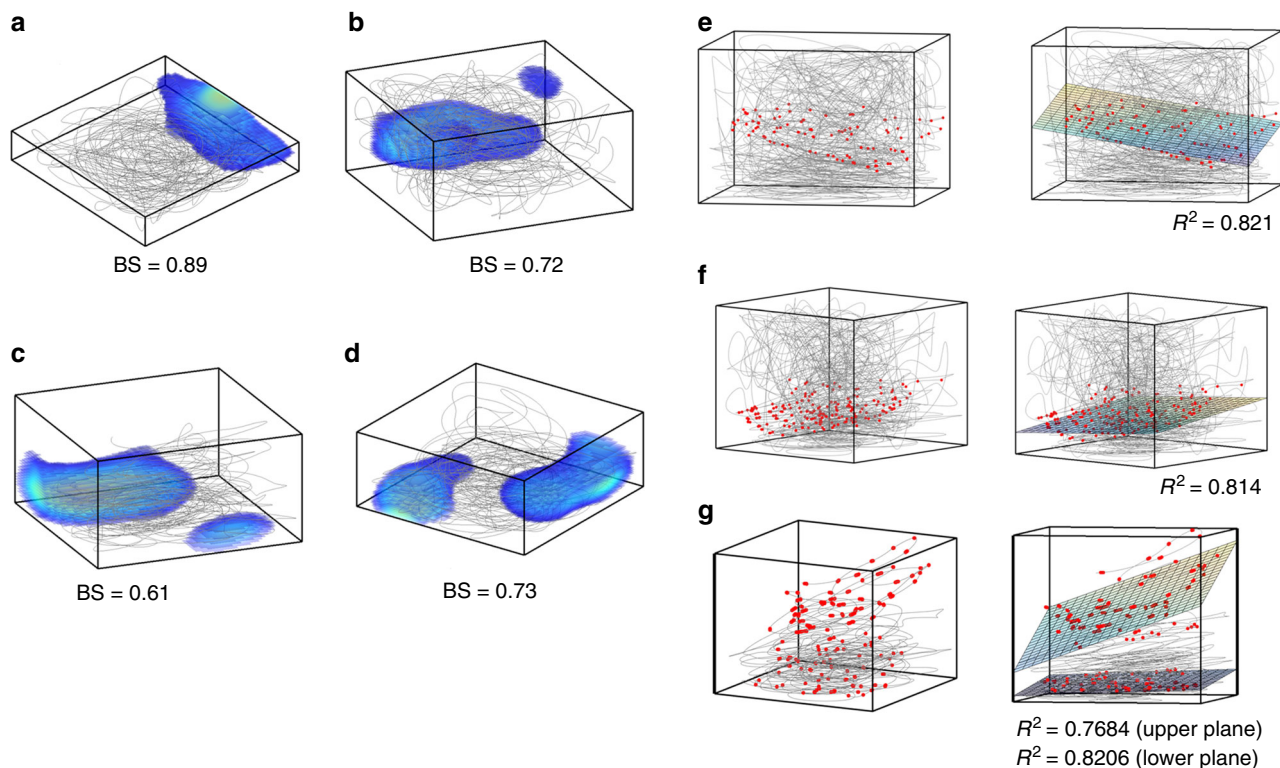 a
BS = 0.89
b
BS = 0.72
c
BS = 0.61
d
BS = 0.73
e
R² = 0.821
f
R² = 0.814
g
R² = 0.7684 (upper plane)
R² = 0.8206 (lower plane)